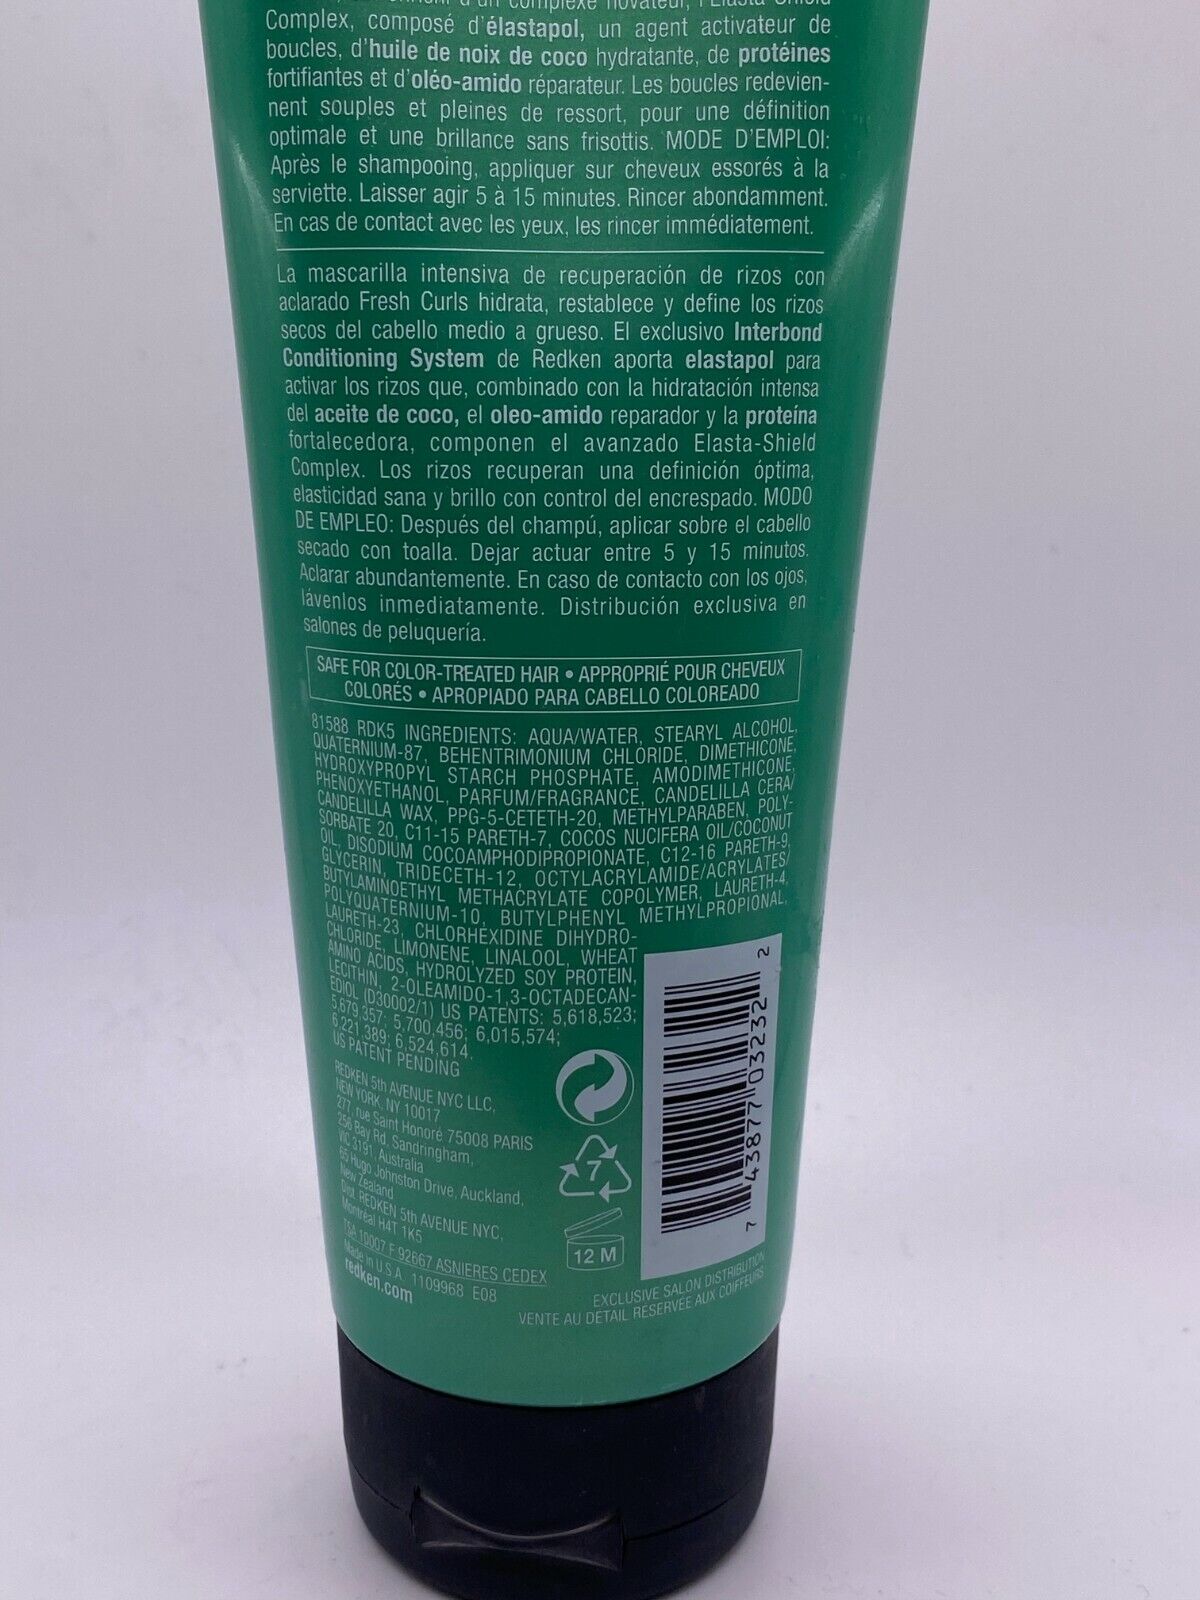 d'un complexe novateur, l'Elasta-Shield
Complex, composé d'élastapol, un agent activateur de
boucles, d'huile de noix de coco hydratante, de protéines
fortifiantes et d'oléo-amido réparateur. Les boucles redevien-
nent souples et pleines de ressort, pour une définition
optimale et une brillance sans frisottis. MODE D'EMPLOI:
Après le shampooing, appliquer sur cheveux essorés à la
serviette. Laisser agir 5 à 15 minutes. Rincer abondamment.
En cas de contact avec les yeux, les rincer immédiatement.
La mascarilla intensiva de recuperación de rizos con
aclarado Fresh Curls hidrata, restablece y define los rizos
secos del cabello medio a grueso. El exclusivo Interbond
Conditioning System de Redken aporta elastapol para
activar los rizos que, combinado con la hidratación intensa
del aceite de coco, el oleo-amido reparador y la proteína
fortalecedora, componen el avanzado Elasta-Shield
Complex. Los rizos recuperan una definición óptima,
elasticidad sana y brillo con control del encrespado. MODO
DE EMPLEO: Después del champú, aplicar sobre el cabello
secado con toalla. Dejar actuar entre 5 y 15 minutos.
Aclarar abundantemente. En caso de contacto con los ojos,
lávenlos inmediatamente. Distribución exclusiva en
salones de peluquería.
SAFE FOR COLOR-TREATED HAIR • APPROPRIÉ POUR CHEVEUX
COLORÉS • APROPIADO PARA CABELLO COLOREADO
81588 RDK5 INGREDIENTS: AQUA/WATER, STEARYL ALCOHOL,
QUATERNIUM-87, BEHENTRIMONIUM CHLORIDE, DIMETHICONE,
HYDROXYPROPYL STARCH PHOSPHATE, AMODIMETHICONE,
PHENOXYETHANOL, PARFUM/FRAGRANCE, CANDELILLA CERA/
CANDELILLA WAX, PPG-5-CETETH-20, METHYLPARABEN, POLY-
SORBATE 20, C11-15 PARETH-7, COCOS NUCIFERA OIL/COCONUT
OIL, DISODIUM COCOAMPHODIPROPIONATE, C12-16 PARETH-9,
GLYCERIN, TRIDECETH-12, OCTYLACRYLAMIDE/ACRYLATES/
BUTYLAMINOETHYL METHACRYLATE COPOLYMER, LAURETH-4,
POLYQUATERNIUM-10, BUTYLPHENYL METHYLPROPIONAL,
LAURETH-23, CHLORHEXIDINE DIHYDRO-
CHLORIDE, LIMONENE, LINALOOL, WHEAT
AMINO ACIDS, HYDROLYZED SOY PROTEIN,
LECITHIN, 2-OLEAMIDO-1,3-OCTADECAN-
EDIOL (D30002/1) US PATENTS: 5,618,523;
5,679,357; 5,700,456; 6,015,574;
6,221,389; 6,524,614.
US PATENT PENDING
REDKEN 5th AVENUE NYC LLC,
NEW YORK, NY 10017
277, rue Saint Honoré 75008 PARIS
256 Bay Rd, Sandringham,
VIC 3191, Australia
65 Hugo Johnston Drive, Auckland,
New Zealand
Dist. REDKEN 5th AVENUE NYC,
Montréal H4T 1K5
TSA 10007 F 92667 ASNIERES CEDEX
Made in U.S.A. 1109968 E08
redken.com
7
12 M
7 43877 03232 2
EXCLUSIVE SALON DISTRIBUTION
VENTE AU DÉTAIL RÉSERVÉE AUX COIFFEURS